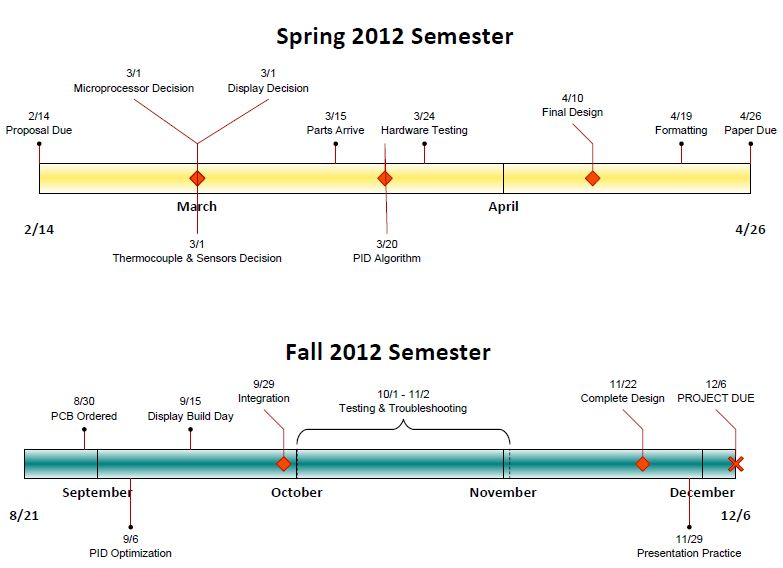 Spring 2012 Semester
3/1
Microprocessor Decision
3/1
Display Decision
2/14
Proposal Due
3/15
Parts Arrive
3/24
Hardware Testing
4/10
Final Design
4/19
Formatting
4/26
Paper Due
March
April
2/14
4/26
3/1
Thermocouple & Sensors Decision
3/20
PID Algorithm
Fall 2012 Semester
8/30
PCB Ordered
9/15
Display Build Day
9/29
Integration
10/1 - 11/2
Testing & Troubleshooting
11/22
Complete Design
12/6
PROJECT DUE
September
October
November
December
8/21
12/6
9/6
PID Optimization
11/29
Presentation Practice